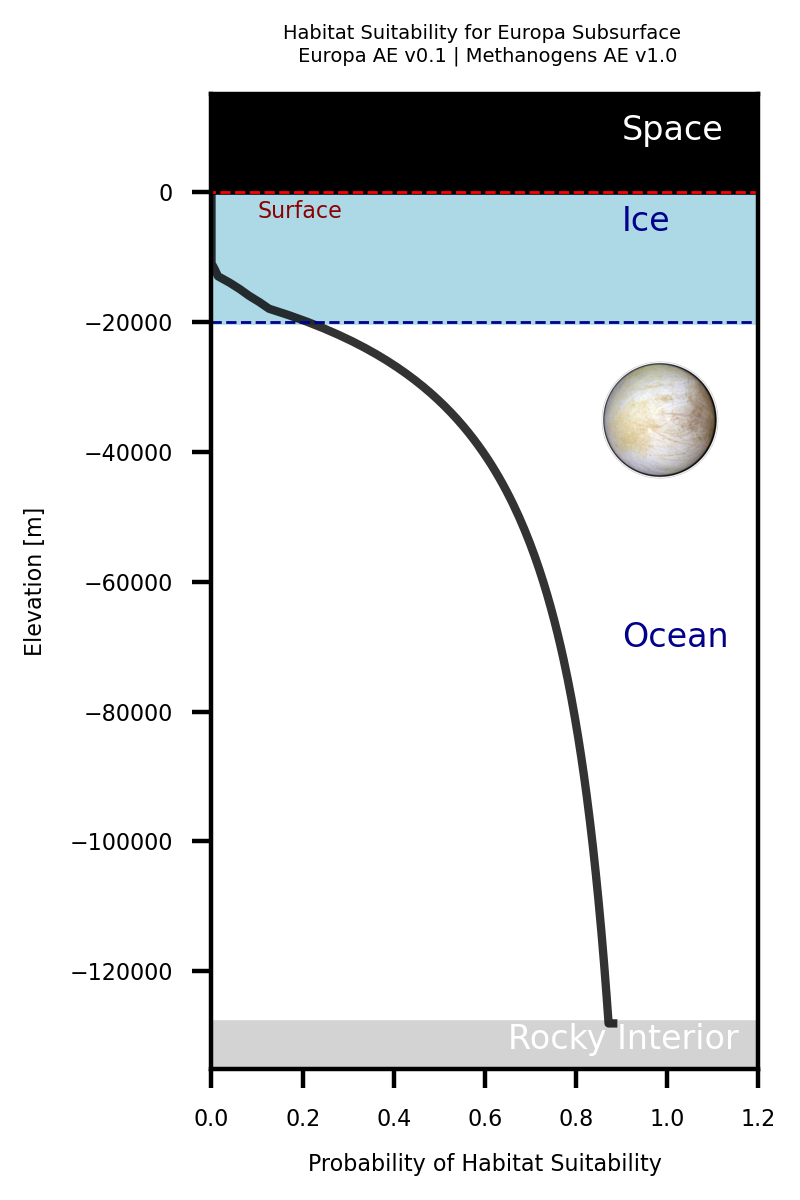 Habitat Suitability for Europa Subsurface
Europa AE v0.1 | Methanogens AE v1.0
Space
0
Surface
Ice
−20000
−40000
Elevation [m]
−60000
Ocean
−80000
−100000
−120000
Rocky Interior
0.0 0.2 0.4 0.6 0.8 1.0 1.2
Probability of Habitat Suitability